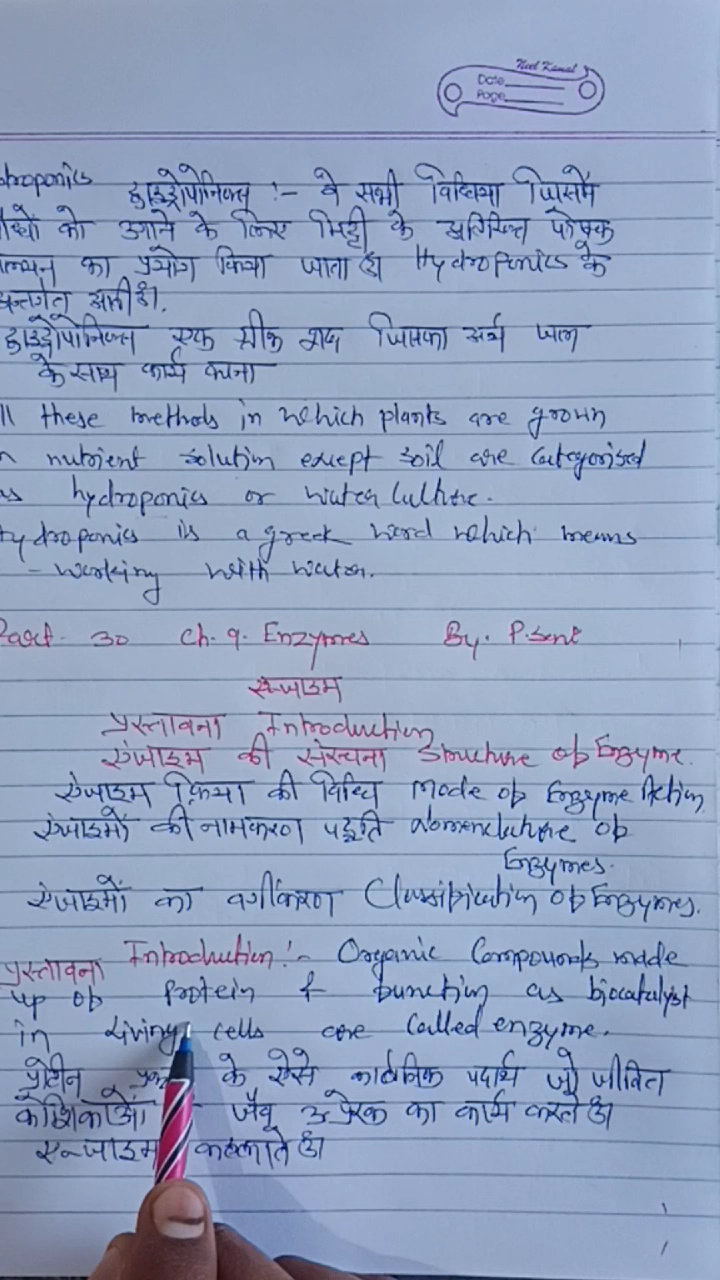 Neel Kamal
Date
Page
droponics हाइड्रोपोनिक्स :- वे सभी विधिया जिसमें
को उगाने के लिए मिट्टी के अतिरिक्त पोषक
का प्रयोग किया जाता है। Hydroponics के
अन्तर्गत आती है।
हाइड्रोपोनिक्स एक ग्रीक शब्द जिसका अर्थ जल
के साथ कार्य करना
ll these methods in which plants are grown
n nutrient solution except soil are categorised
as hydroponics or water culture.
Hydroponics is a greek word which means
- working with water.
Part - 30 Ch. 9. Enzymes By. P.
एन्जाइम
प्रस्तावना Introduction
एंजाइम की संरचना Structure of Enzyme.
एंजाइम क्रिया की विधि Mode of Enzyme Action
एंजाइमों की नामकरण पद्धति Nomenclature of
Enzymes.
एंजाइमों का वर्गीकरण Classification of Enzymes.
प्रस्तावना Introduction :- Organic Compounds made
up of Protein & function as biocatalyst
in living cells are called enzyme.
प्रोटीन के ऐसे कार्बनिक पदार्थ जो जीवित
कोशिकाओं जैव उत्प्रेरक का कार्य करते है।
एन्जाइम कहलाते है।